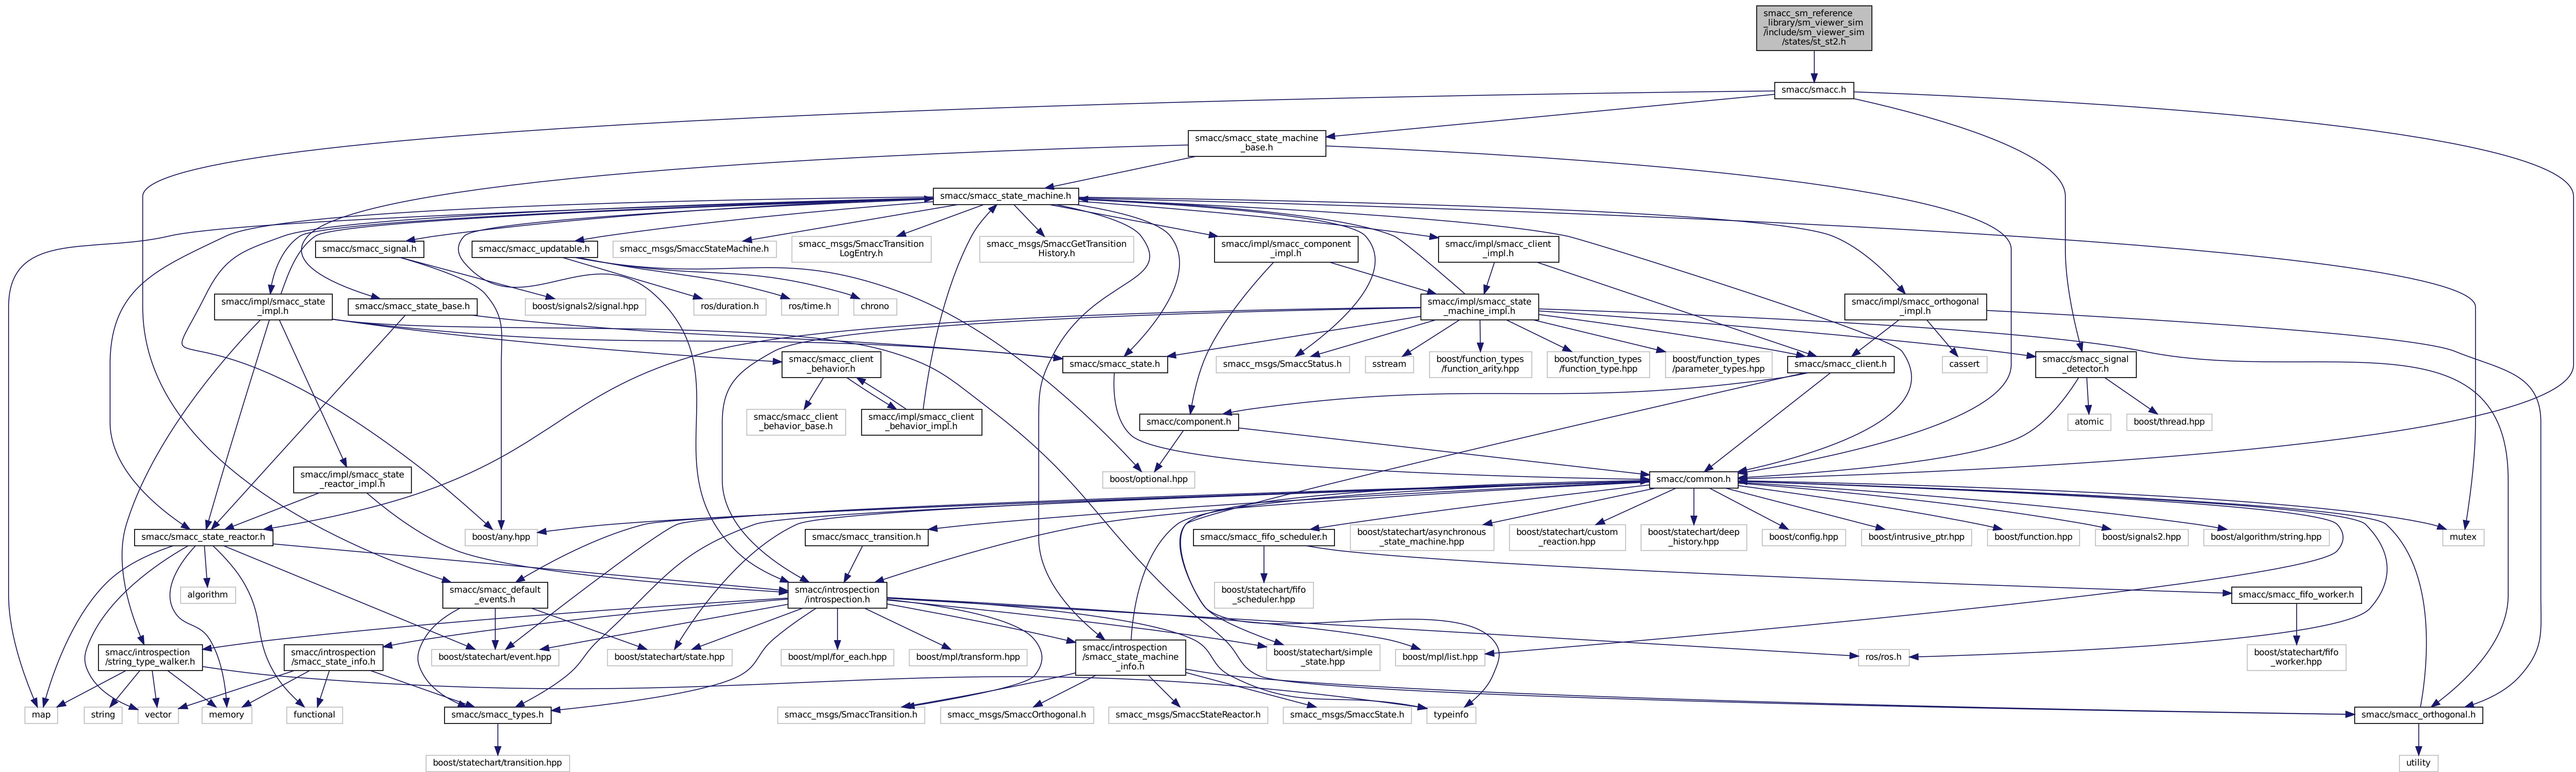 smacc_sm_reference
_library/sm_viewer_sim
/include/sm_viewer_sim
/states/st_st2.h
smacc/smacc.h
smacc/smacc_state_machine
_base.h
smacc/smacc_state_machine.h
smacc/smacc_signal.h
smacc/smacc_updatable.h
smacc_msgs/SmaccStateMachine.h
smacc_msgs/SmaccTransition
LogEntry.h
smacc_msgs/SmaccGetTransition
History.h
smacc/impl/smacc_component
_impl.h
smacc/impl/smacc_client
_impl.h
smacc/impl/smacc_state
_impl.h
smacc/smacc_state_base.h
boost/signals2/signal.hpp
ros/duration.h
ros/time.h
chrono
smacc/impl/smacc_state
_machine_impl.h
smacc/impl/smacc_orthogonal
_impl.h
smacc/smacc_client
_behavior.h
smacc/smacc_state.h
smacc_msgs/SmaccStatus.h
sstream
boost/function_types
/function_arity.hpp
boost/function_types
/function_type.hpp
boost/function_types
/parameter_types.hpp
smacc/smacc_client.h
cassert
smacc/smacc_signal
_detector.h
smacc/smacc_client
_behavior_base.h
smacc/impl/smacc_client
_behavior_impl.h
smacc/component.h
atomic
boost/thread.hpp
smacc/impl/smacc_state
_reactor_impl.h
boost/optional.hpp
smacc/common.h
smacc/smacc_state_reactor.h
boost/any.hpp
smacc/smacc_transition.h
smacc/smacc_fifo_scheduler.h
boost/statechart/asynchronous
_state_machine.hpp
boost/statechart/custom
_reaction.hpp
boost/statechart/deep
_history.hpp
boost/config.hpp
boost/intrusive_ptr.hpp
boost/function.hpp
boost/signals2.hpp
boost/algorithm/string.hpp
mutex
algorithm
smacc/smacc_default
_events.h
smacc/introspection
/introspection.h
boost/statechart/fifo
_scheduler.hpp
smacc/smacc_fifo_worker.h
smacc/introspection
/string_type_walker.h
smacc/introspection
/smacc_state_info.h
boost/statechart/event.hpp
boost/statechart/state.hpp
boost/mpl/for_each.hpp
boost/mpl/transform.hpp
smacc/introspection
/smacc_state_machine
_info.h
boost/statechart/simple
_state.hpp
boost/mpl/list.hpp
ros/ros.h
boost/statechart/fifo
_worker.hpp
map
string
vector
memory
functional
smacc/smacc_types.h
smacc_msgs/SmaccTransition.h
smacc_msgs/SmaccOrthogonal.h
smacc_msgs/SmaccStateReactor.h
smacc_msgs/SmaccState.h
typeinfo
smacc/smacc_orthogonal.h
boost/statechart/transition.hpp
utility